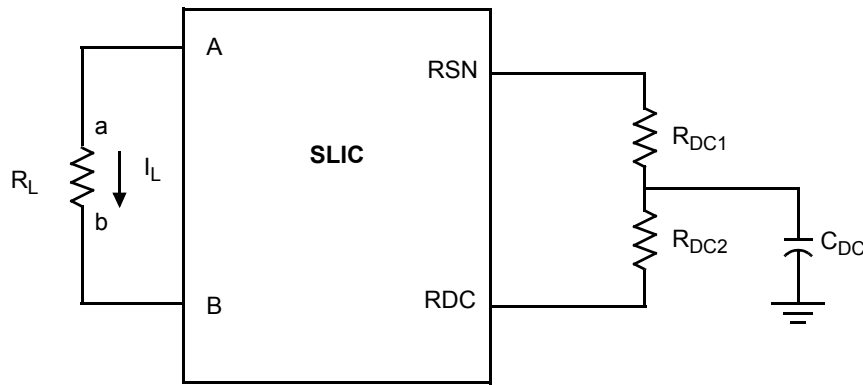 A
RSN
a
SLIC
R_DC1
R_L
I_L
b
R_DC2
C_DC
B
RDC